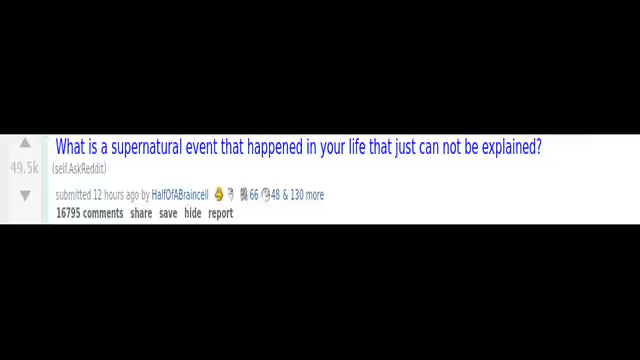 What is a supernatural event that happened in your life that just can not be explained?
49.5k
(self.AskReddit)
submitted 12 hours ago by HalfOfABraincell 66 48 & 130 more
16795 comments share save hide report